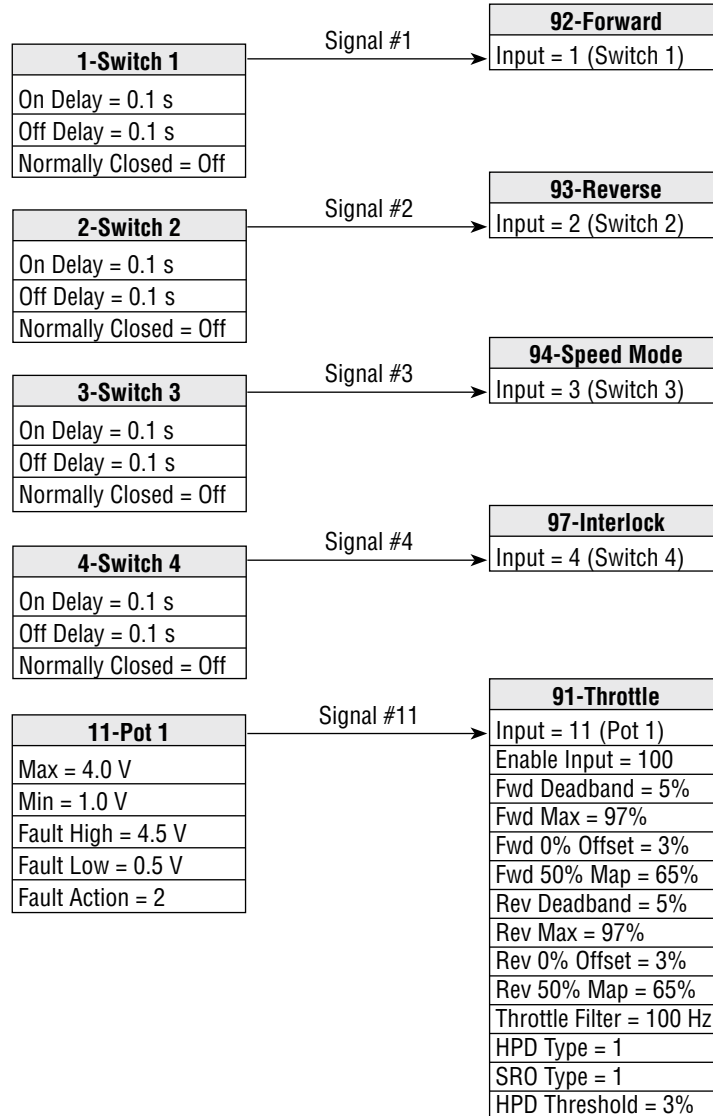 1-Switch 1
On Delay = 0.1 s
Off Delay = 0.1 s
Normally Closed = Off
Signal #1
92-Forward
Input = 1 (Switch 1)
2-Switch 2
On Delay = 0.1 s
Off Delay = 0.1 s
Normally Closed = Off
Signal #2
93-Reverse
Input = 2 (Switch 2)
3-Switch 3
On Delay = 0.1 s
Off Delay = 0.1 s
Normally Closed = Off
Signal #3
94-Speed Mode
Input = 3 (Switch 3)
4-Switch 4
On Delay = 0.1 s
Off Delay = 0.1 s
Normally Closed = Off
Signal #4
97-Interlock
Input = 4 (Switch 4)
11-Pot 1
Max = 4.0 V
Min = 1.0 V
Fault High = 4.5 V
Fault Low = 0.5 V
Fault Action = 2
Signal #11
91-Throttle
Input = 11 (Pot 1)
Enable Input = 100
Fwd Deadband = 5%
Fwd Max = 97%
Fwd 0% Offset = 3%
Fwd 50% Map = 65%
Rev Deadband = 5%
Rev Max = 97%
Rev 0% Offset = 3%
Rev 50% Map = 65%
Throttle Filter = 100 Hz
HPD Type = 1
SRO Type = 1
HPD Threshold = 3%